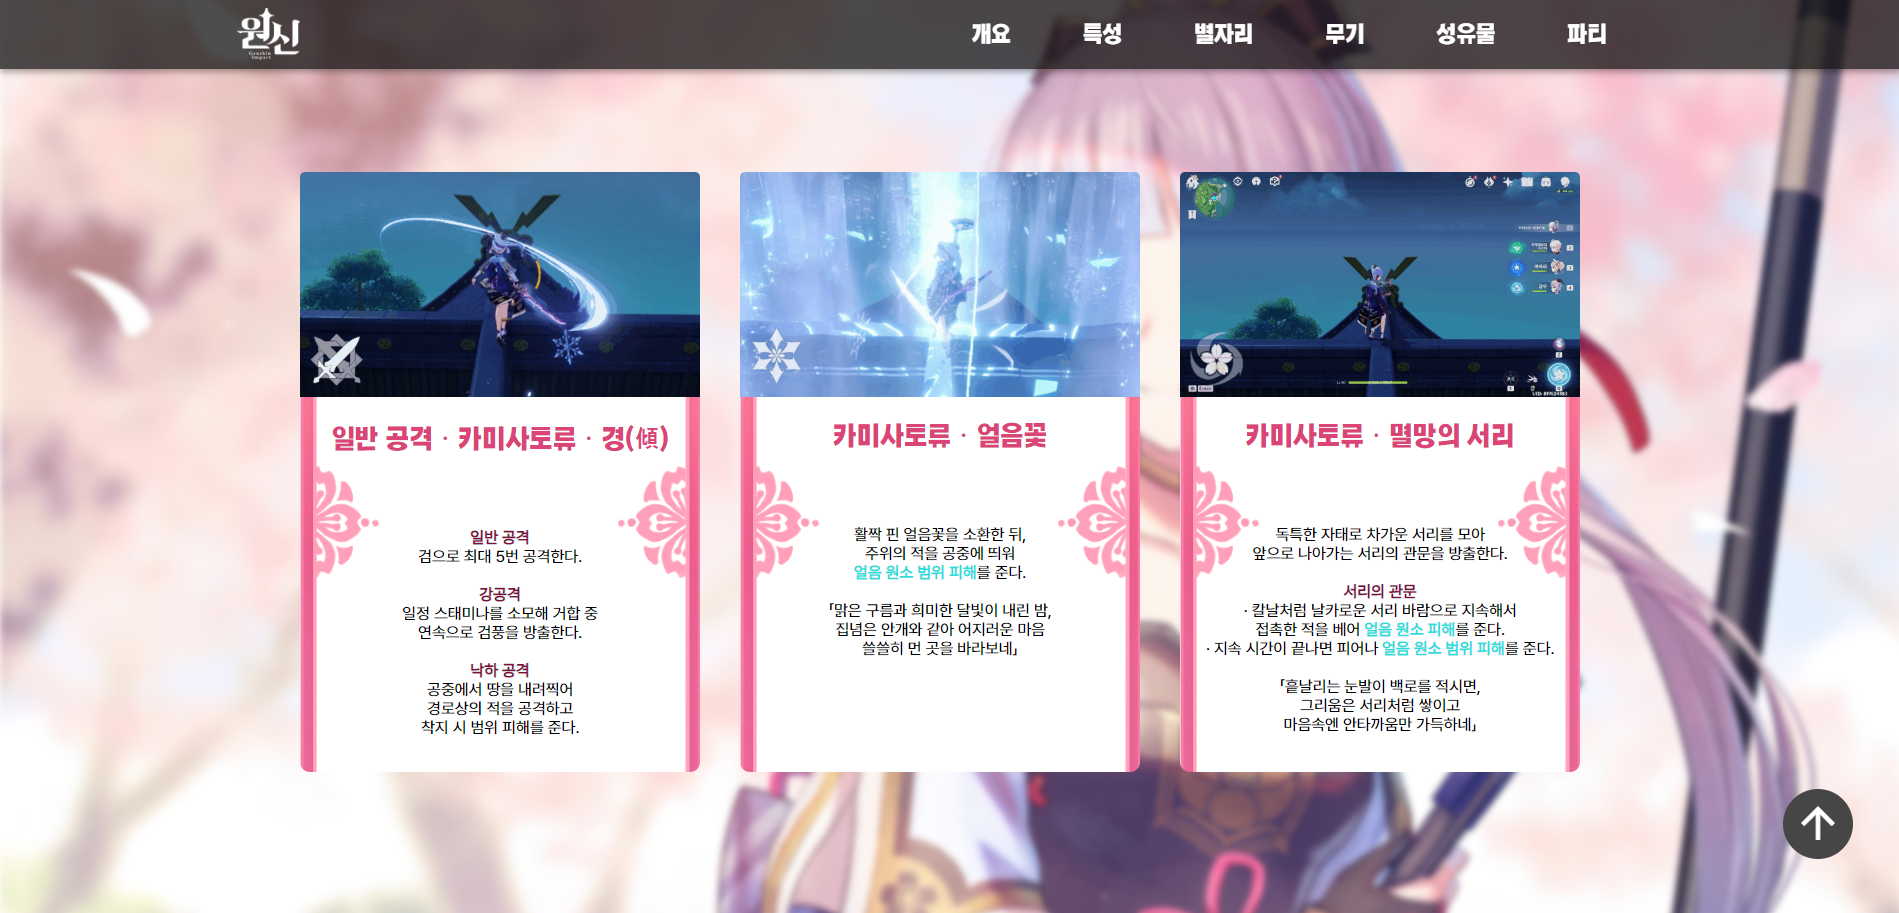 원신
Genshin
Impact
개요
특성
별자리
무기
성유물
파티
일반 공격 · 카미사토류 · 경(傾)
일반 공격
검으로 최대 5번 공격한다.
강공격
일정 스태미나를 소모해 거합 중
연속으로 검풍을 방출한다.
낙하 공격
공중에서 땅을 내려찍어
경로상의 적을 공격하고
착지 시 범위 피해를 준다.
카미사토류 · 얼음꽃
활짝 핀 얼음꽃을 소환한 뒤,
주위의 적을 공중에 띄워
얼음 원소 범위 피해를 준다.
「맑은 구름과 희미한 달빛이 내린 밤,
집념은 안개와 같아 어지러운 마음
쓸쓸히 먼 곳을 바라보네」
카미사토류 · 멸망의 서리
독특한 자태로 차가운 서리를 모아
앞으로 나아가는 서리의 관문을 방출한다.
서리의 관문
· 칼날처럼 날카로운 서리 바람으로 지속해서
접촉한 적을 베어 얼음 원소 피해를 준다.
· 지속 시간이 끝나면 피어나 얼음 원소 범위 피해를 준다.
「흩날리는 눈발이 백로를 적시면,
그리움은 서리처럼 쌓이고
마음속엔 안타까움만 가득하네」